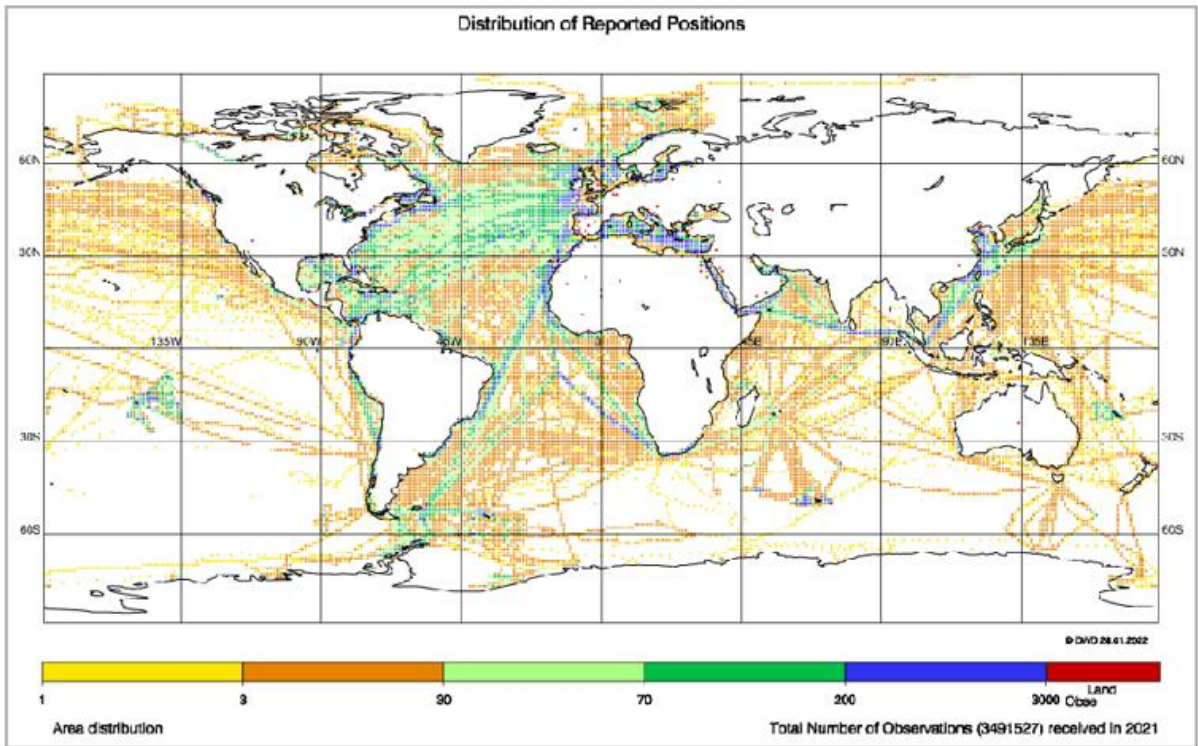 Distribution of Reported Positions
60N 60N
30N 30N
135W 90W 45W 0 45E 90E 135E
30S 30S
60S 60S
© DWD 28.01.2022
1 3 30 70 200 3000 Land
Obse
Area distribution Total Number of Observations (3491527) received in 2021